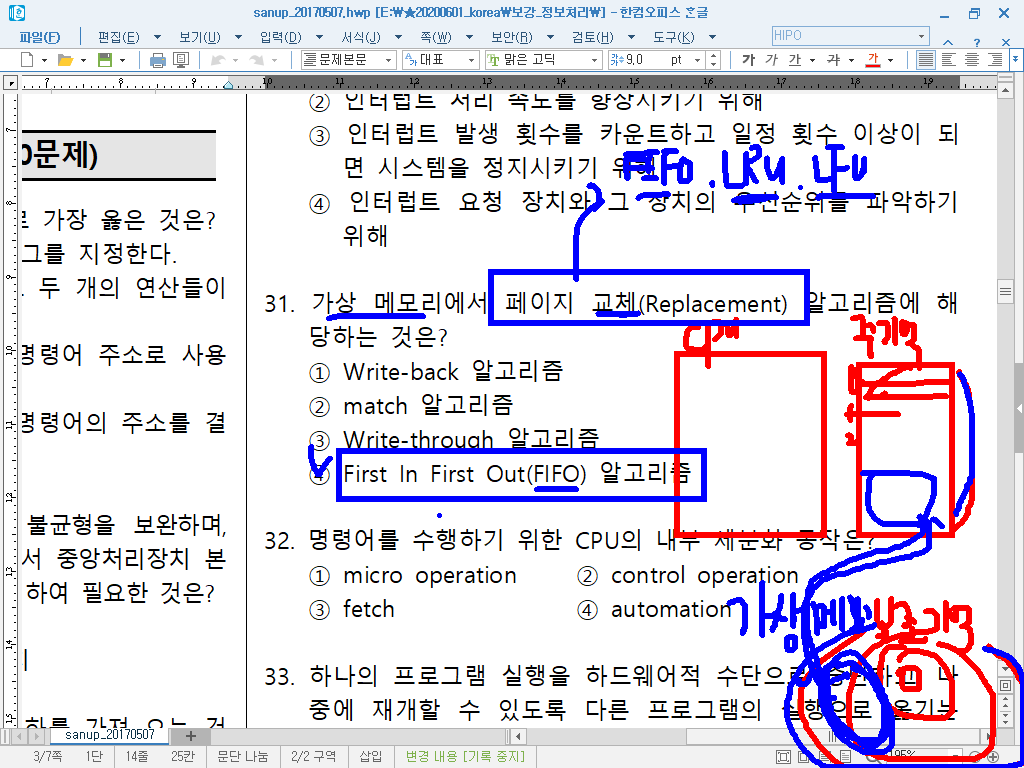 sanup_20170507.hwp [E:\★20200601_korea\보강_정보처리\] - 한컴오피스 한글
파일(F) 편집(E) 보기(U) 입력(D) 서식(J) 쪽(W) 보안(R) 검토(H) 도구(K) HIPO
본문본문 대표 맑은 고딕 9,0 pt 가 가 가 가 가
7 8 9 10 11 12 13 14 15 16 17 18 19
0문제)
로 가장 옳은 것은?
그를 지정한다.
두 개의 연산들이
명령어 주소로 사용
명령어의 주소를 결
불균형을 보완하며,
서 중앙처리장치 본
하여 필요한 것은?
② 인터럽트 처리 속도를 향상시키기 위해
③ 인터럽트 발생 횟수를 카운트하고 일정 횟수 이상이 되
면 시스템을 정지시키기 위해
FIFO . LRU . LFU
④ 인터럽트 요청 장치와 그 장치의 우선순위를 파악하기
위해
31. 가상 메모리에서 페이지 교체(Replacement) 알고리즘에 해
당하는 것은?
주기억
① Write-back 알고리즘
② match 알고리즘
③ Write-through 알고리즘
④ First In First Out(FIFO) 알고리즘
32. 명령어를 수행하기 위한 CPU의 내부 세분화 동작은?
① micro operation ② control operation
③ fetch ④ automation
가상메모 보조기억
33. 하나의 프로그램 실행을 하드웨어적 수단으로 중단하고 나
중에 재개할 수 있도록 다른 프로그램의 실행으로 옮기는
sanup_20170507
3/7쪽 1단 14줄 25칸 문단 나눔 2/2 구역 삽입 변경 내용 [기록 중지] 195%